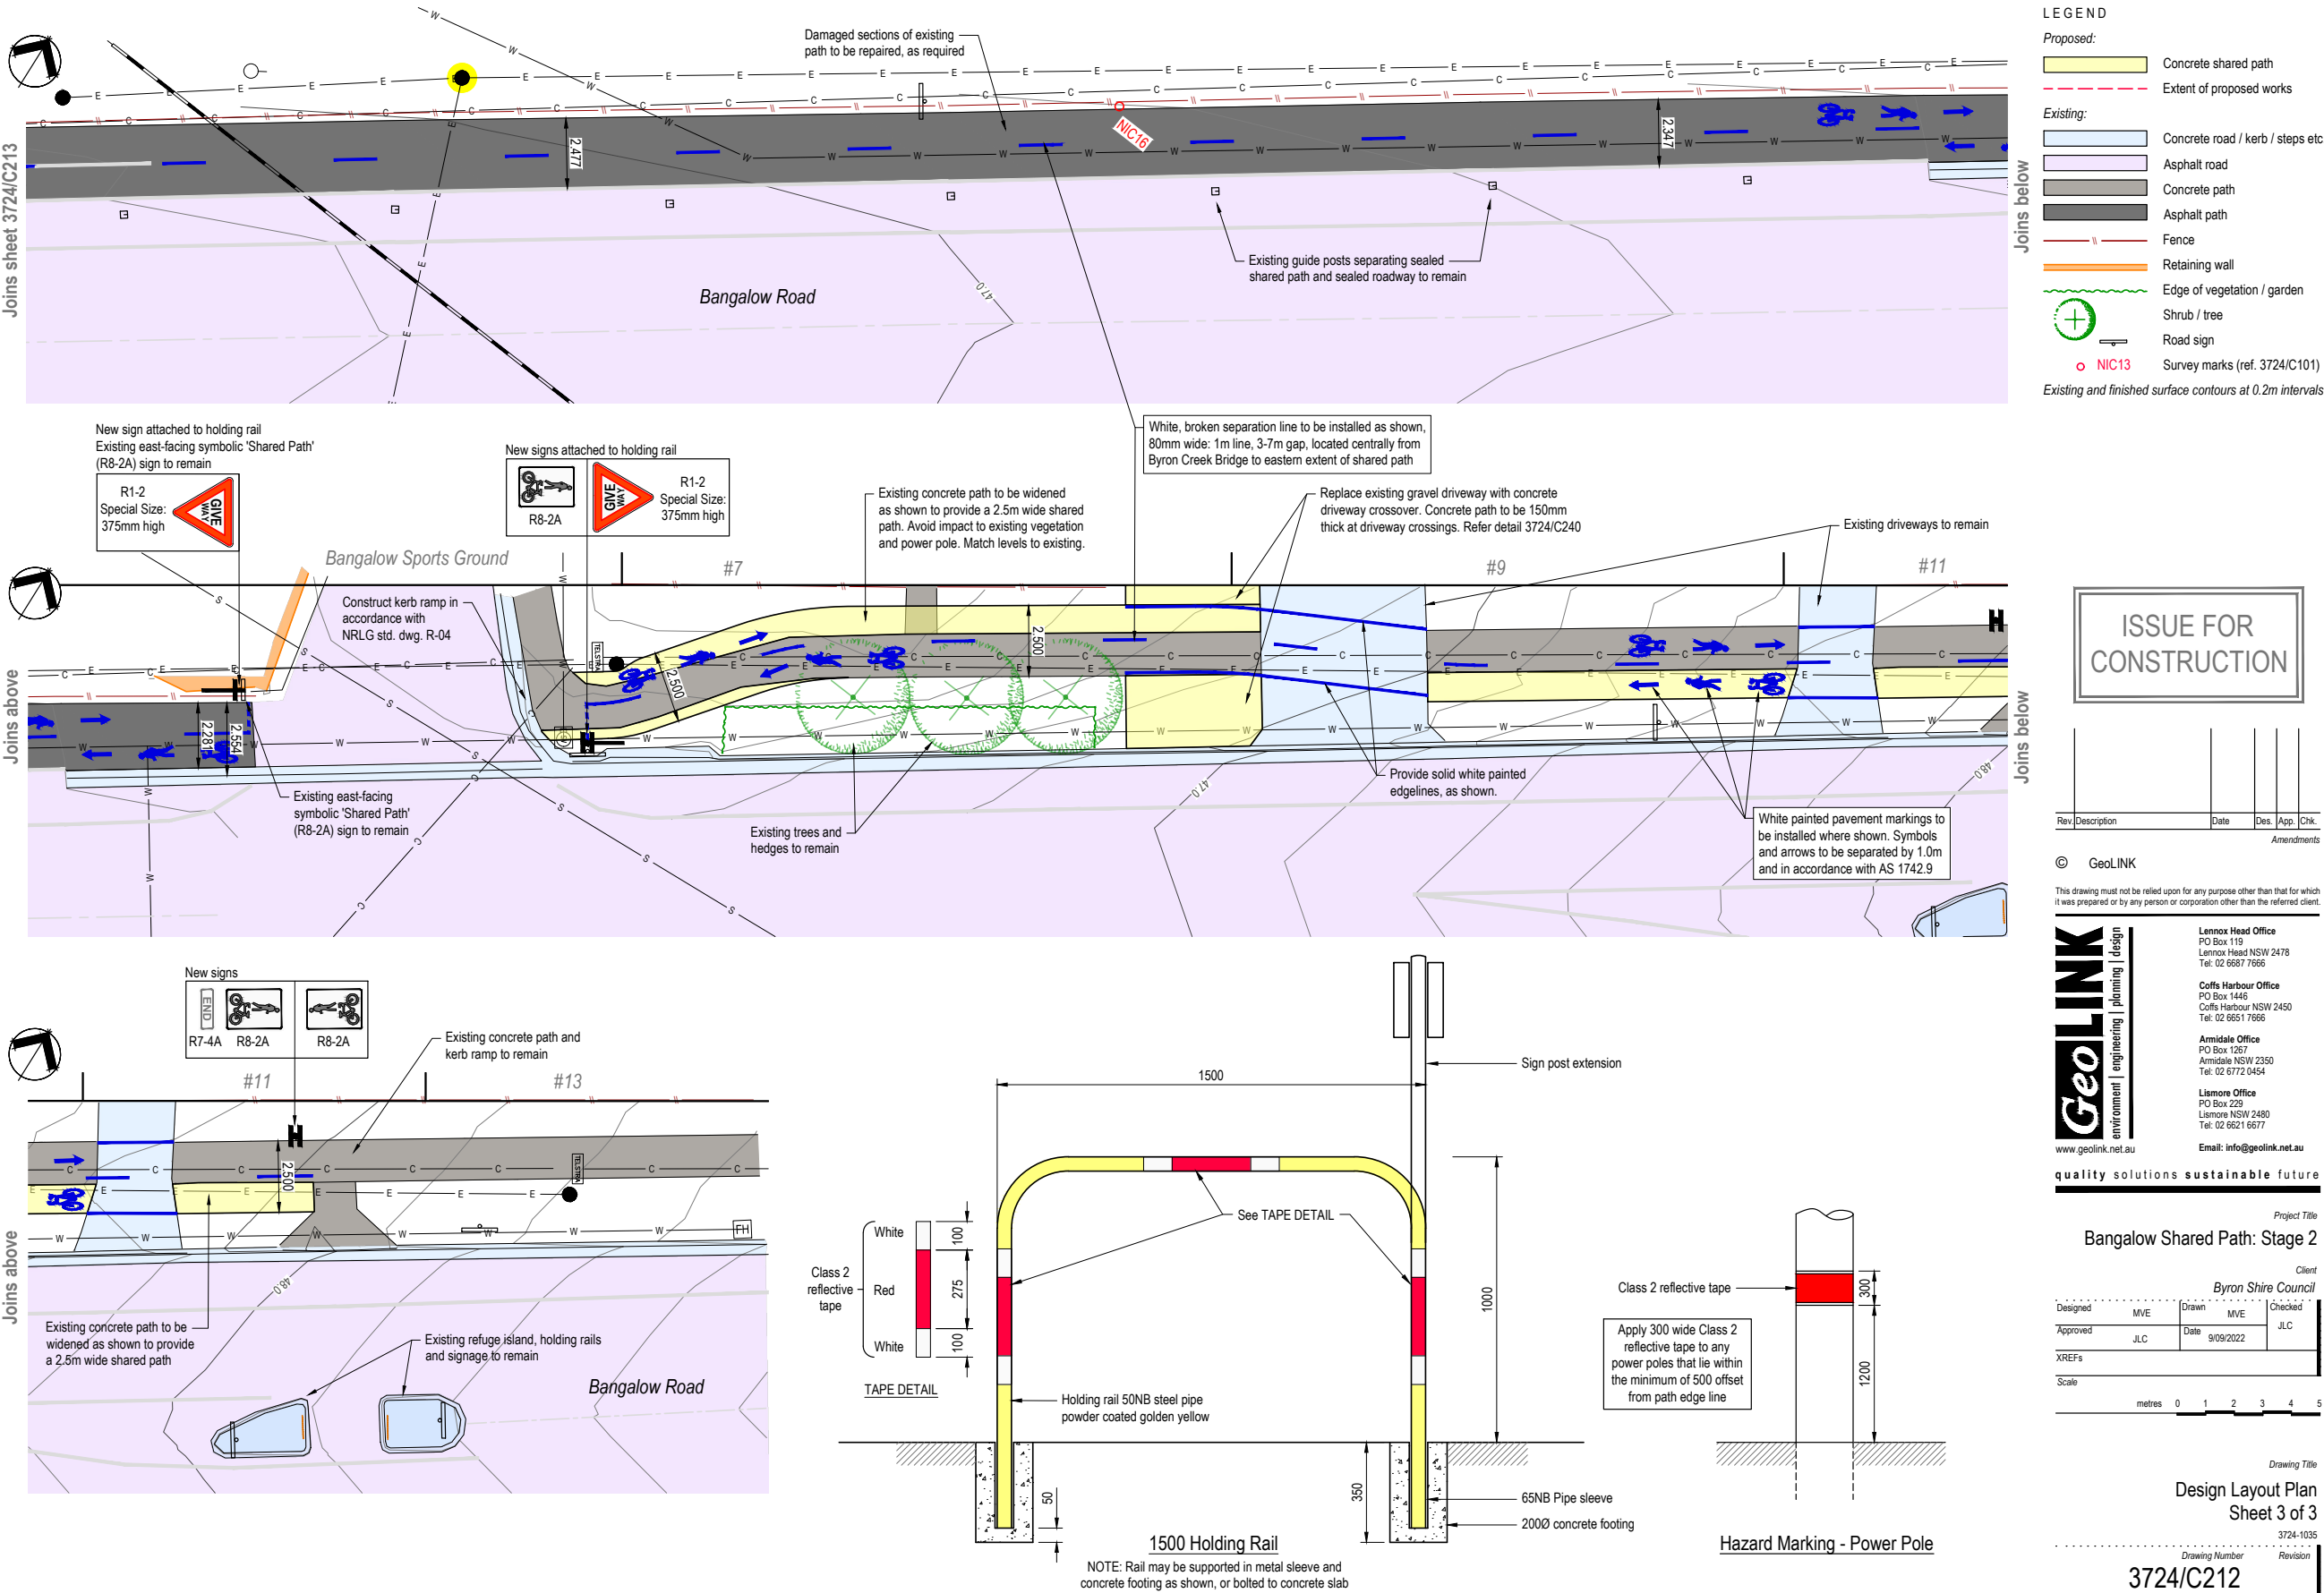 Joins sheet 3724/C213
Damaged sections of existing
path to be repaired, as required
2.477
NIC16
2.347
Existing guide posts separating sealed
shared path and sealed roadway to remain
Bangalow Road
47.0
Joins below
New sign attached to holding rail
Existing east-facing symbolic 'Shared Path'
(R8-2A) sign to remain
R1-2
Special Size:
375mm high
GIVE
WAY
New signs attached to holding rail
R8-2A
GIVE
WAY
R1-2
Special Size:
375mm high
White, broken separation line to be installed as shown,
80mm wide: 1m line, 3-7m gap, located centrally from
Byron Creek Bridge to eastern extent of shared path
Existing concrete path to be widened
as shown to provide a 2.5m wide shared
path. Avoid impact to existing vegetation
and power pole. Match levels to existing.
Replace existing gravel driveway with concrete
driveway crossover. Concrete path to be 150mm
thick at driveway crossings. Refer detail 3724/C240
Existing driveways to remain
Bangalow Sports Ground
#7
#9
#11
Construct kerb ramp in
accordance with
NRLG std. dwg. R-04
TELSTRA
2.500
2.500
2.281
2.554
Joins above
Existing east-facing
symbolic 'Shared Path'
(R8-2A) sign to remain
Existing trees and
hedges to remain
47.0
Provide solid white painted
edgelines, as shown.
White painted pavement markings to
be installed where shown. Symbols
and arrows to be separated by 1.0m
and in accordance with AS 1742.9
48.0
Joins below
New signs
END
R7-4A R8-2A R8-2A
Existing concrete path and
kerb ramp to remain
#11
#13
2.500
TELSTRA
FH
48.0
Joins above
Existing concrete path to be
widened as shown to provide
a 2.5m wide shared path
Existing refuge island, holding rails
and signage to remain
Bangalow Road
1500
Sign post extension
See TAPE DETAIL
White
Class 2
reflective
tape
Red
White
100
275
100
TAPE DETAIL
1000
Holding rail 50NB steel pipe
powder coated golden yellow
50
350
65NB Pipe sleeve
200Ø concrete footing
1500 Holding Rail
NOTE: Rail may be supported in metal sleeve and
concrete footing as shown, or bolted to concrete slab
Class 2 reflective tape
300
Apply 300 wide Class 2
reflective tape to any
power poles that lie within
the minimum of 500 offset
from path edge line
1200
Hazard Marking - Power Pole
LEGEND
Proposed:
Concrete shared path
Extent of proposed works
Existing:
Concrete road / kerb / steps etc
Asphalt road
Concrete path
Asphalt path
Fence
Retaining wall
Edge of vegetation / garden
Shrub / tree
Road sign
NIC13 Survey marks (ref. 3724/C101)
Existing and finished surface contours at 0.2m intervals
ISSUE FOR
CONSTRUCTION
Rev. Description Date Des. App. Chk.
Amendments
© GeoLINK
This drawing must not be relied upon for any purpose other than that for which
it was prepared or by any person or corporation other than the referred client.
GeoLINK
environment | engineering | planning | design
www.geolink.net.au
Lennox Head Office
PO Box 119
Lennox Head NSW 2478
Tel: 02 6687 7666
Coffs Harbour Office
PO Box 1446
Coffs Harbour NSW 2450
Tel: 02 6651 7666
Armidale Office
PO Box 1267
Armidale NSW 2350
Tel: 02 6772 0454
Lismore Office
PO Box 229
Lismore NSW 2480
Tel: 02 6621 6677
Email: info@geolink.net.au
quality solutions sustainable future
Project Title
Bangalow Shared Path: Stage 2
Client
Byron Shire Council
Designed MVE Drawn MVE Checked JLC
Approved JLC Date 9/09/2022
XREFs
Scale
metres 0 1 2 3 4 5
Drawing Title
Design Layout Plan
Sheet 3 of 3
3724-1035
Drawing Number Revision
3724/C212